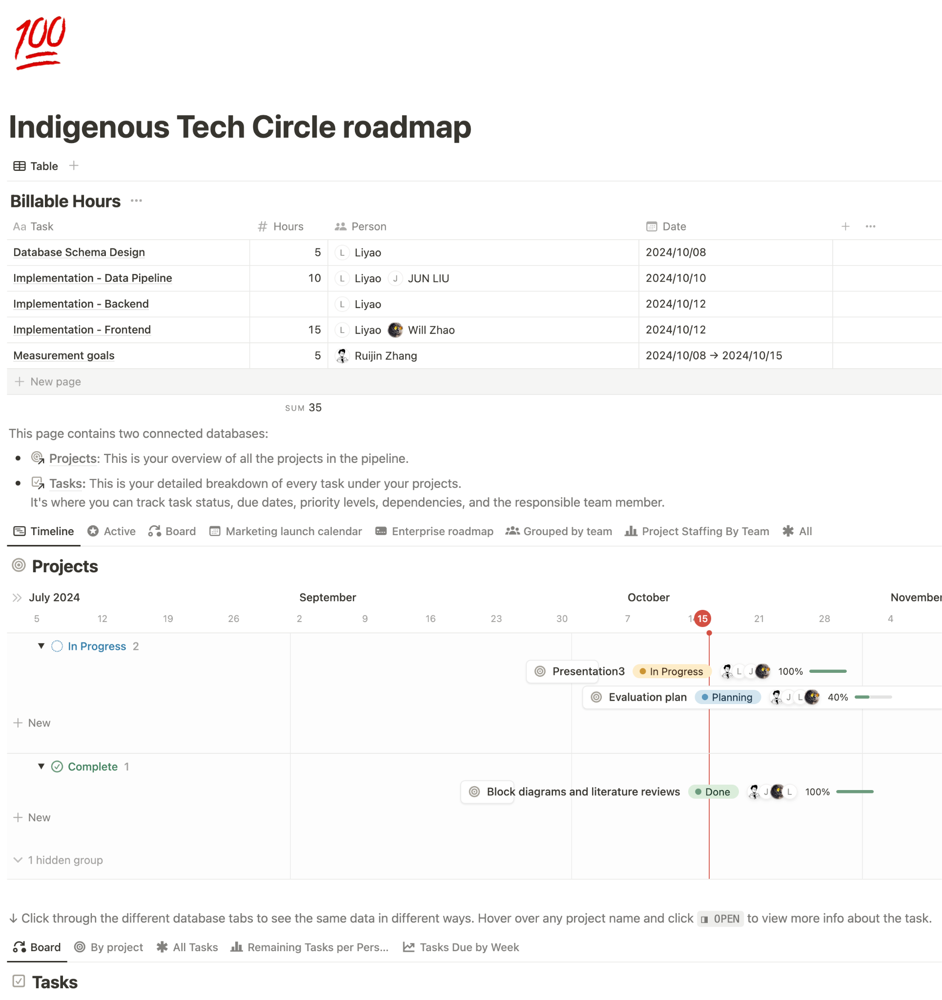 100
Indigenous Tech Circle roadmap
Table
Billable Hours
Aa Task # Hours Person Date
Database Schema Design 5 L Liyao 2024/10/08
Implementation - Data Pipeline 10 L Liyao J JUN LIU 2024/10/10
Implementation - Backend L Liyao 2024/10/12
Implementation - Frontend 15 L Liyao Will Zhao 2024/10/12
Measurement goals 5 Ruijin Zhang 2024/10/08 → 2024/10/15
+ New page
SUM 35
This page contains two connected databases:
• Projects: This is your overview of all the projects in the pipeline.
• Tasks: This is your detailed breakdown of every task under your projects.
It's where you can track task status, due dates, priority levels, dependencies, and the responsible team member.
Timeline Active Board Marketing launch calendar Enterprise roadmap Grouped by team Project Staffing By Team All
Projects
July 2024 September October November
5 12 19 26 2 9 16 23 30 7 15 21 28 4
In Progress 2
Presentation3 In Progress L J 100%
Evaluation plan Planning J L 40%
+ New
Complete 1
Block diagrams and literature reviews Done J L 100%
+ New
1 hidden group
↓ Click through the different database tabs to see the same data in different ways. Hover over any project name and click OPEN to view more info about the task.
Board By project All Tasks Remaining Tasks per Pers... Tasks Due by Week
Tasks